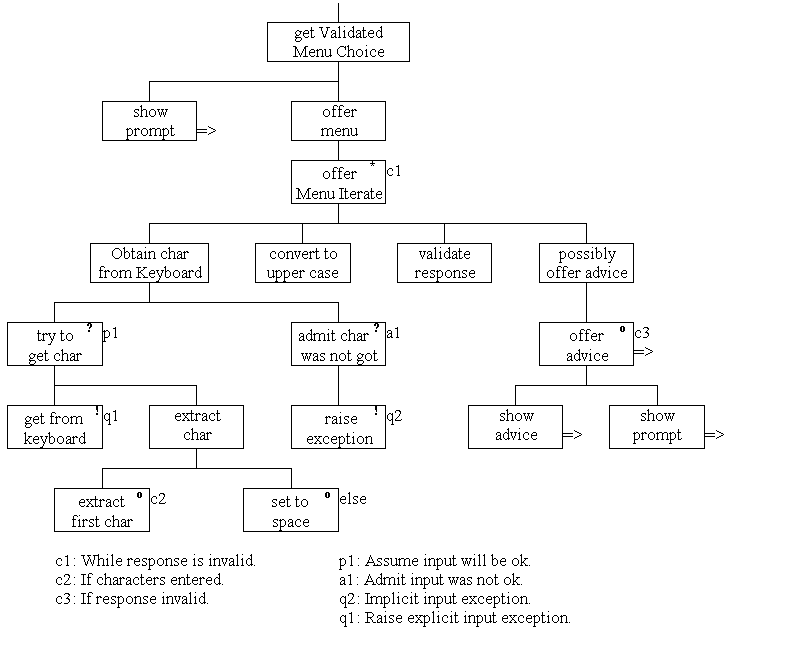 get Validated
Menu Choice
show
prompt
=>
offer
menu
offer *
Menu Iterate
c1
Obtain char
from Keyboard
convert to
upper case
validate
response
possibly
offer advice
try to ?
get char
p1
admit char ?
was not got
a1
offer o
advice
c3
=>
get from !
keyboard
q1
extract
char
raise !
exception
q2
show
advice
=>
show
prompt
=>
extract o
first char
c2
set to o
space
else
c1: While response is invalid.
c2: If characters entered.
c3: If response invalid.
p1: Assume input will be ok.
a1: Admit input was not ok.
q2: Implicit input exception.
q1: Raise explicit input exception.